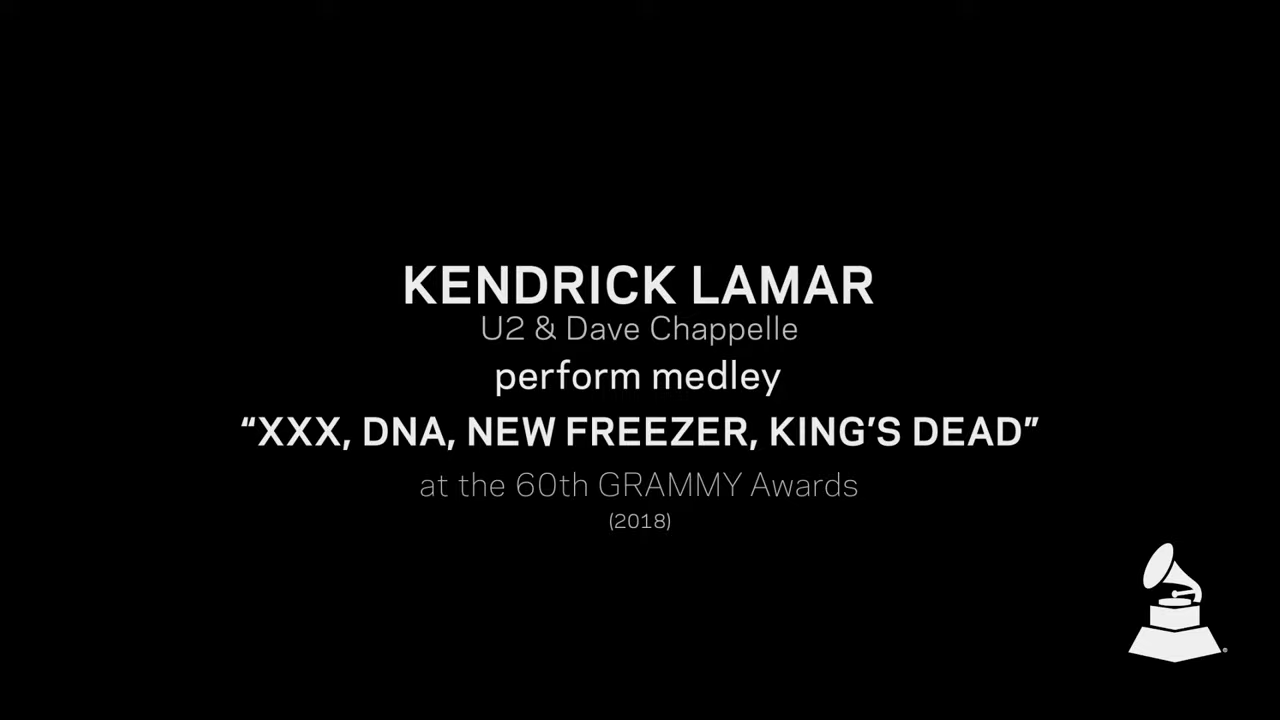 KENDRICK LAMAR
U2 & Dave Chappelle
perform medley
“XXX, DNA, NEW FREEZER, KING’S DEAD”
at the 60th GRAMMY Awards
(2018)
®